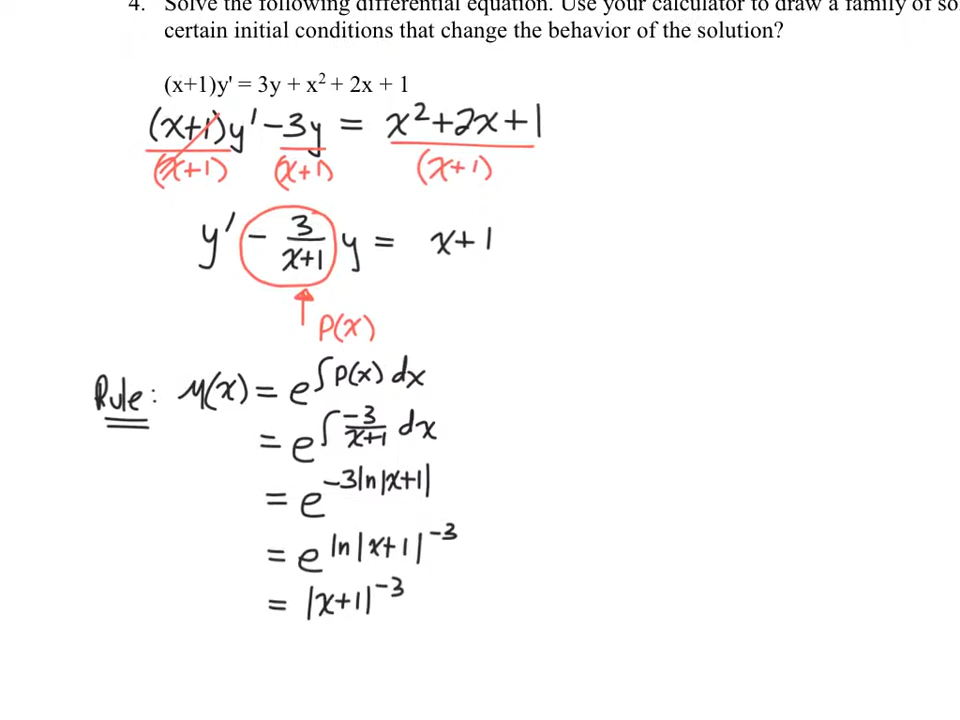 4. Solve the following differential equation. Use your calculator to draw a family of so
certain initial conditions that change the behavior of the solution?
(x+1)y' = 3y + x² + 2x + 1
(x+1)y' - 3y = x² + 2x + 1
(x+1) (x+1) (x+1)
y' - 3/(x+1) y = x+1
P(x)
Rule: μ(x) = e^∫P(x) dx
= e^∫ -3/(x+1) dx
= e^-3ln|x+1|
= e^ln|x+1|^-3
= |x+1|^-3